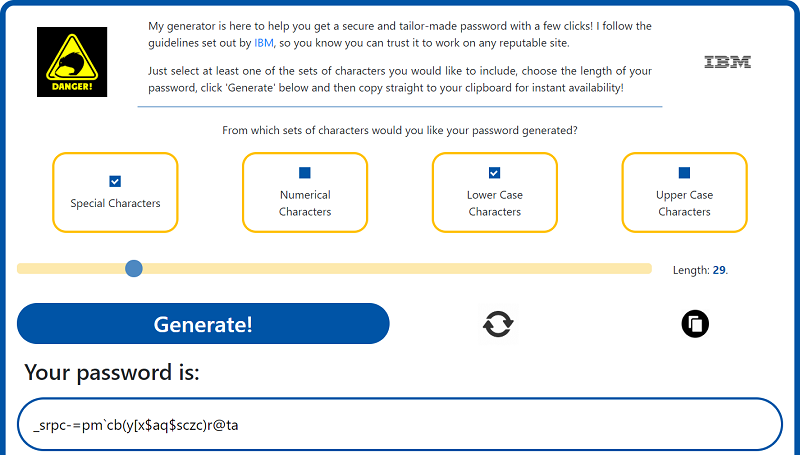 My generator is here to help you get a secure and tailor-made password with a few clicks! I follow the
guidelines set out by IBM, so you know you can trust it to work on any reputable site.
DANGER!
IBM
Just select at least one of the sets of characters you would like to include, choose the length of your
password, click 'Generate' below and then copy straight to your clipboard for instant availability!
From which sets of characters would you like your password generated?
Special Characters
Numerical
Characters
Lower Case
Characters
Upper Case
Characters
Length: 29.
Generate!
Your password is:
_srpc-=pm`cb(y[x$aq$sczc)r@ta